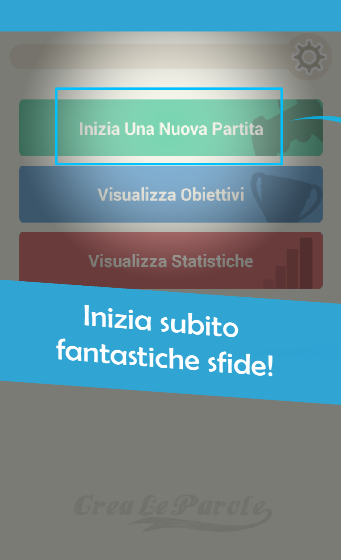 Inizia Una Nuova Partita
Visualizza Obiettivi
Visualizza Statistiche
Inizia subito
fantastiche sfide!
Crea Le Parole